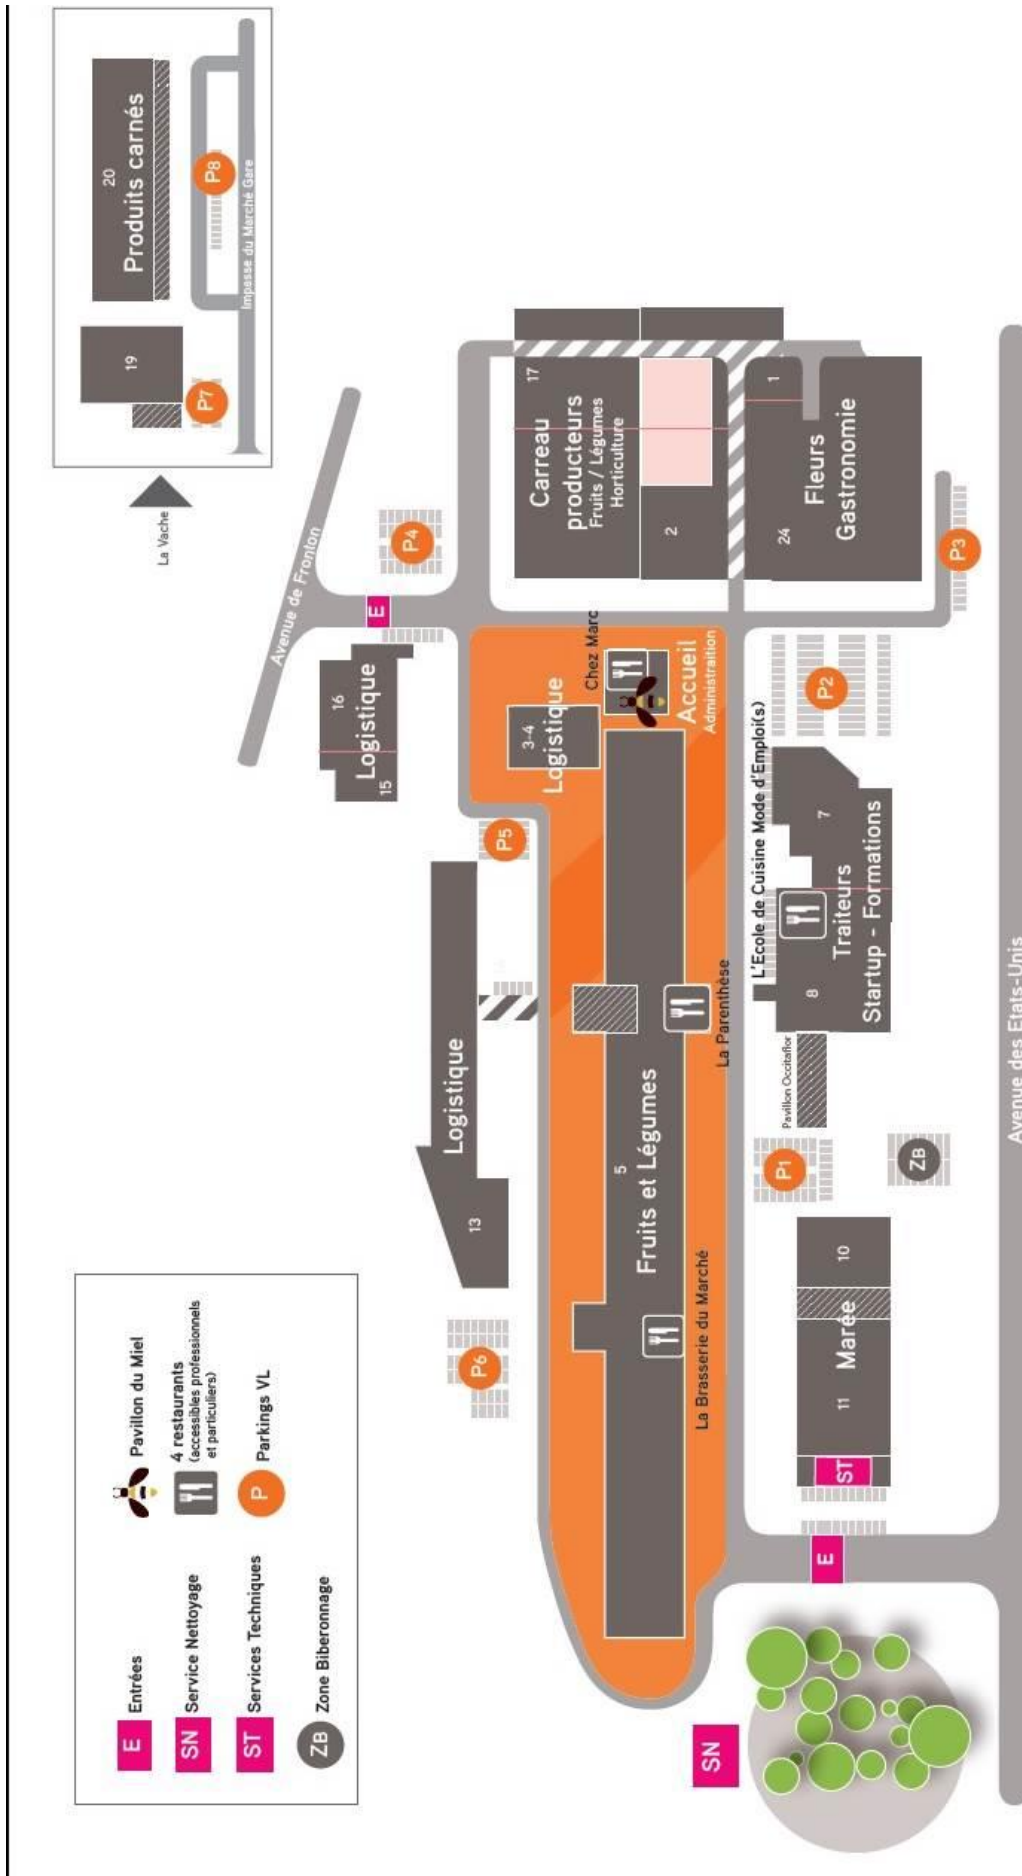 E
Entrées
SN
Service Nettoyage
ST
Services Techniques
ZB
Zone Biberonnage
Pavillon du Miel
4 restaurants
(accessibles professionnels
et particuliers)
P
Parkings VL
20
Produits carnés
19
P7
P8
Impasse du Marché Gare
La Vache
Avenue de Fronton
E
P4
16
Logistique
15
P5
Logistique
13
P6
17
Carreau
producteurs
Fruits / Légumes
Horticulture
2
1
Fleurs
Gastronomie
24
P3
Chez Marc
Accueil
Administraition
3-4
Logistique
5
Fruits et Légumes
La Parenthèse
La Brasserie du Marché
P2
L'Ecole de Cuisine Mode d'Emploi(s)
7
Traiteurs
Startup - Formations
8
Pavillon Occitaflor
P1
ZB
10
Marée
11
ST
E
SN
Avenue des Etats-Unis